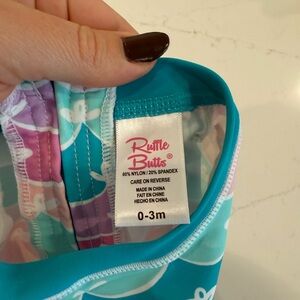 Ruffle
Butts®
80% NYLON / 20% SPANDEX
CARE ON REVERSE
MADE IN CHINA
FAIT EN CHINE
HECHO EN CHINA
0-3m